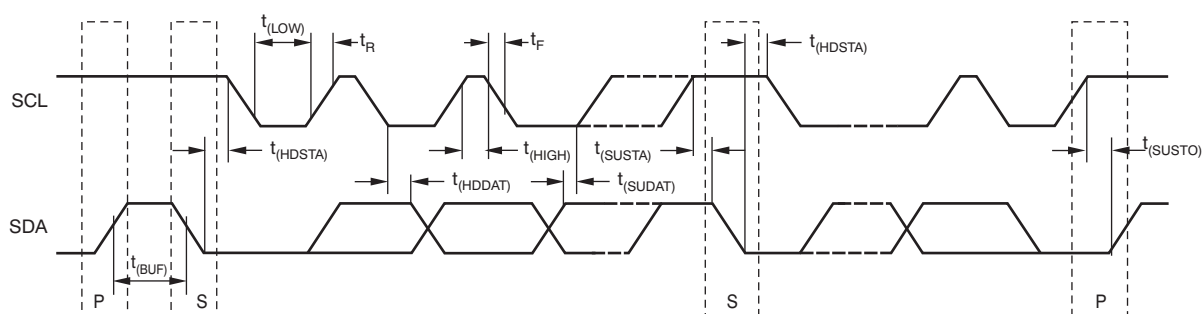 t(LOW)
tR
tF
t(HDSTA)
SCL
t(HDSTA)
t(HIGH)
t(SUSTA)
t(SUSTO)
t(HDDAT)
t(SUDAT)
SDA
t(BUF)
P
S
S
P